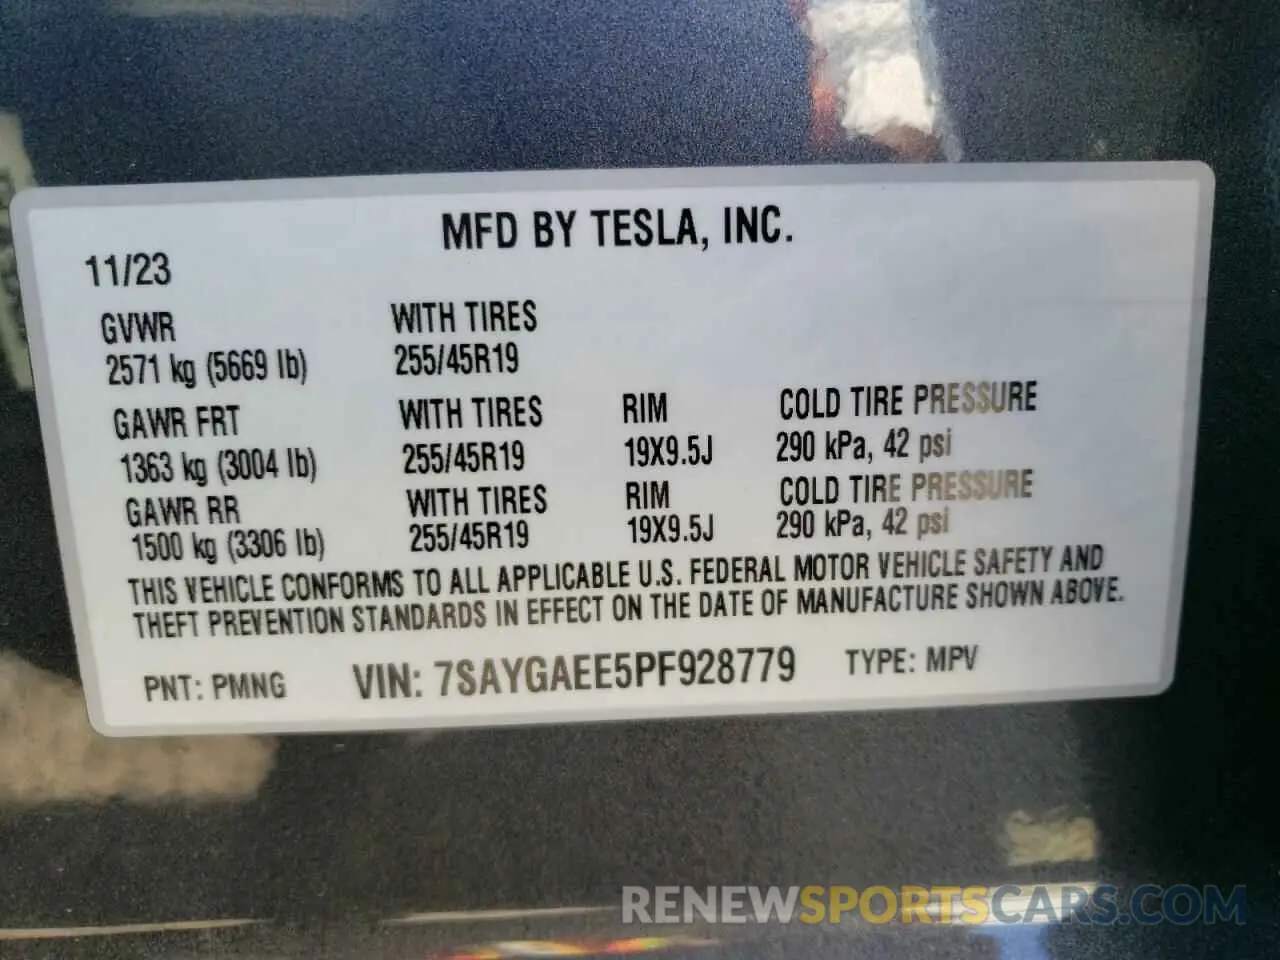 MFD BY TESLA, INC.
11/23
GVWR WITH TIRES
2571 kg (5669 lb) 255/45R19
GAWR FRT WITH TIRES RIM COLD TIRE PRESSURE
1363 kg (3004 lb) 255/45R19 19X9.5J 290 kPa, 42 psi
GAWR RR WITH TIRES RIM COLD TIRE PRESSURE
1500 kg (3306 lb) 255/45R19 19X9.5J 290 kPa, 42 psi
THIS VEHICLE CONFORMS TO ALL APPLICABLE U.S. FEDERAL MOTOR VEHICLE SAFETY AND
THEFT PREVENTION STANDARDS IN EFFECT ON THE DATE OF MANUFACTURE SHOWN ABOVE.
PNT: PMNG VIN: 7SAYGAEE5PF928779 TYPE: MPV
RENEWSPORTSCARS.COM